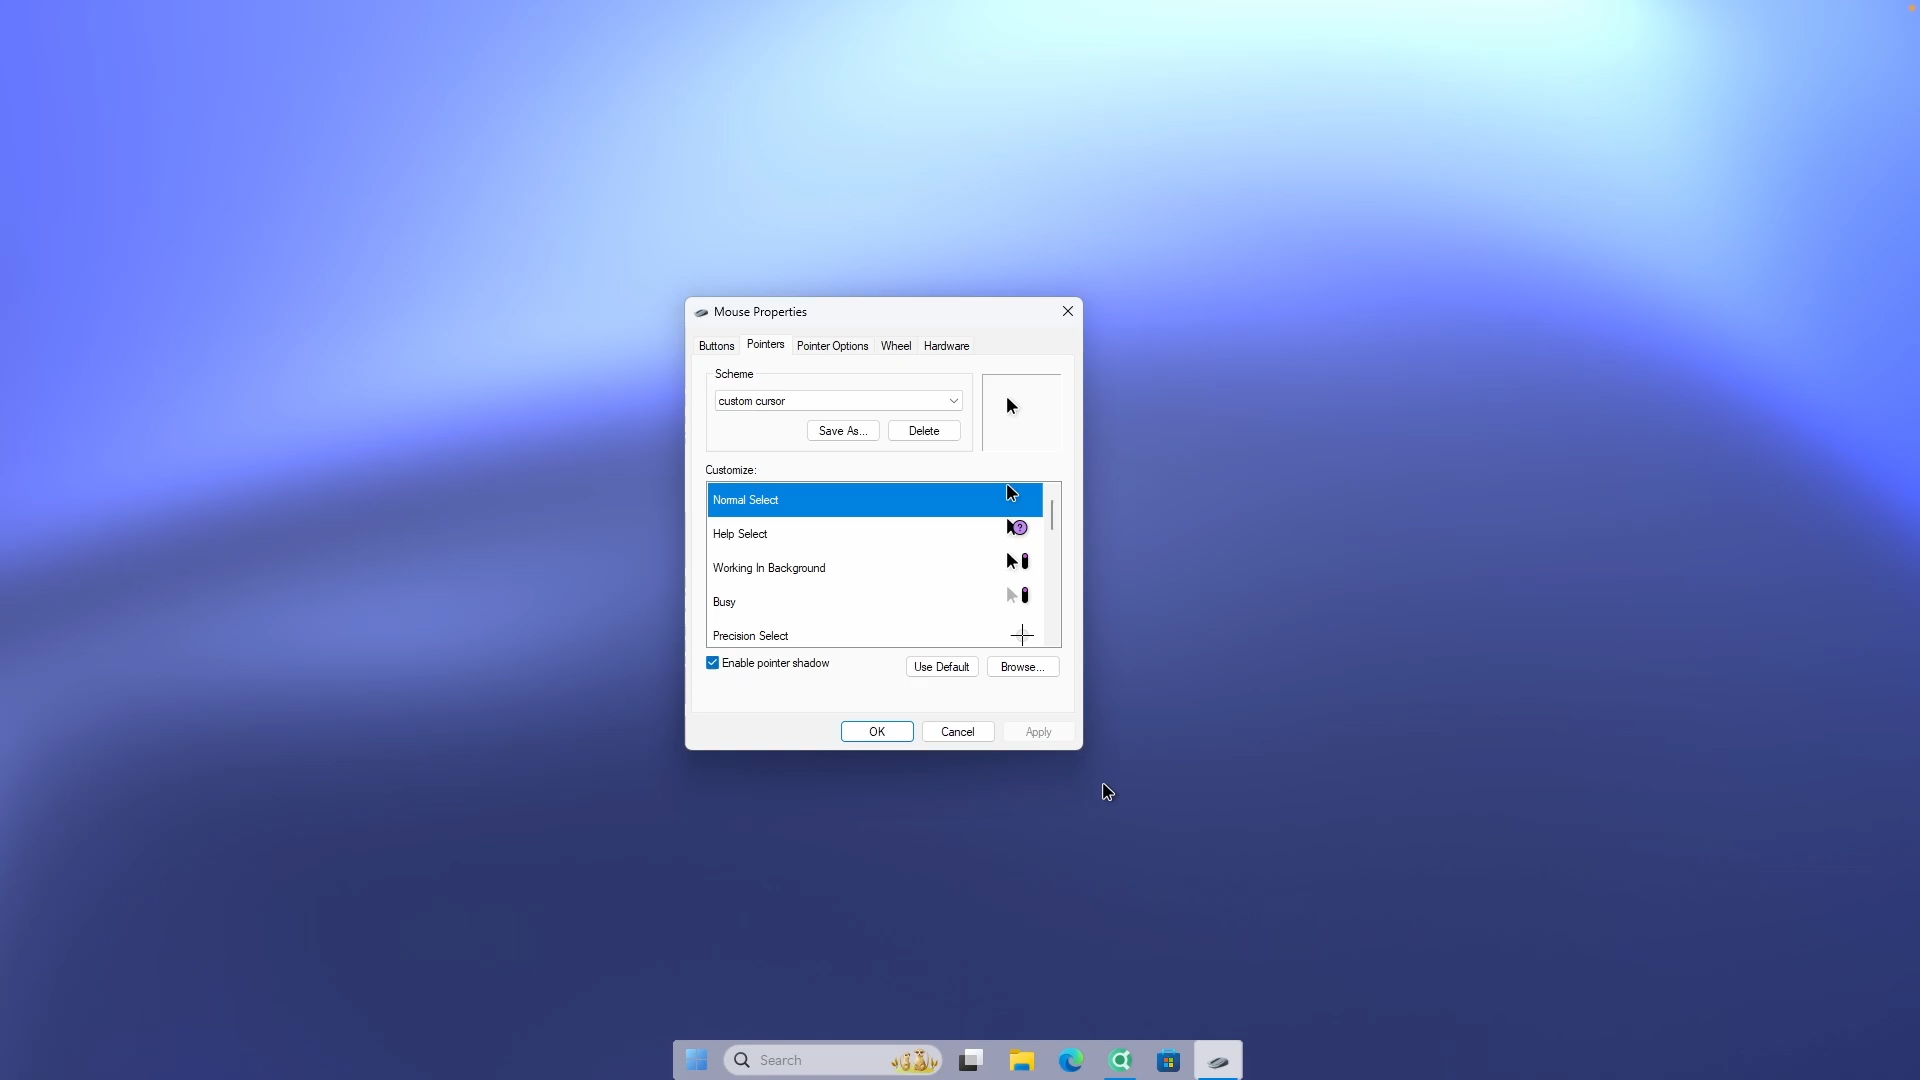 Mouse Properties
Buttons Pointers Pointer Options Wheel Hardware
Scheme
custom cursor
Save As... Delete
Customize:
Normal Select
Help Select
?
Working In Background
Busy
Precision Select
Enable pointer shadow
Use Default Browse...
OK Cancel Apply
Search